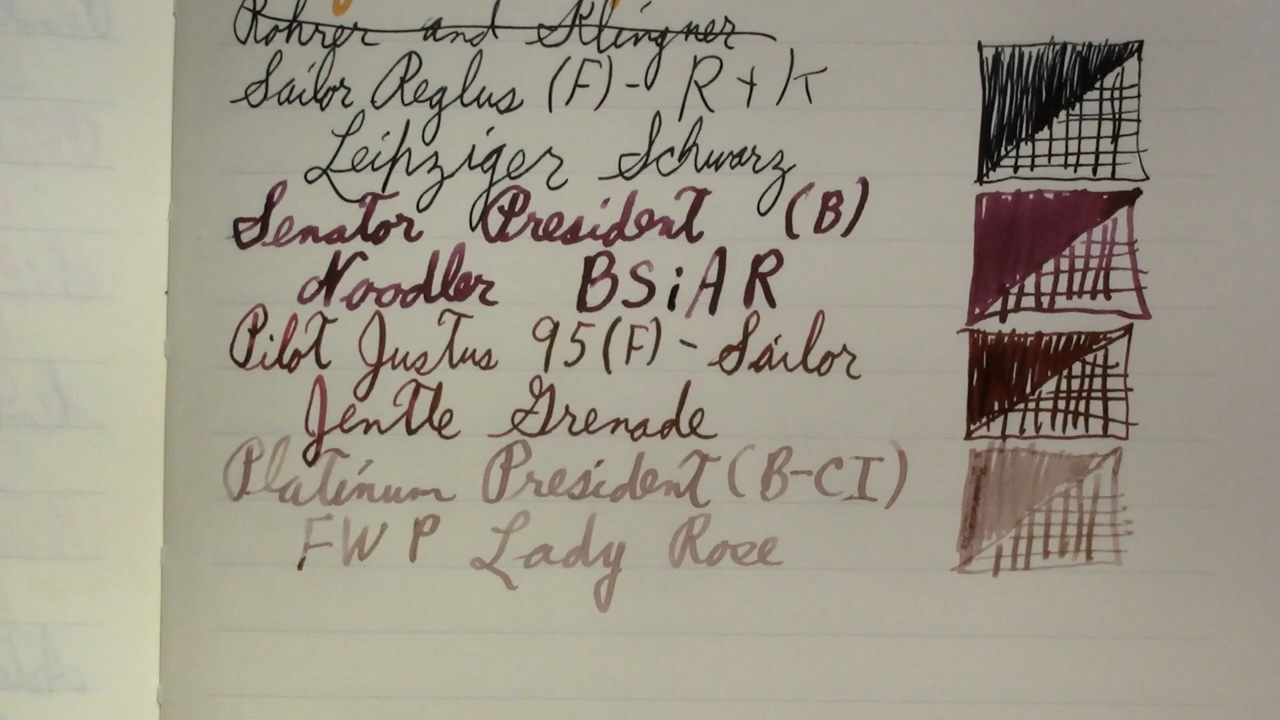 Rohrer and Klingner
Sailor Reglus (F) - R + K
Leipziger Schwarz
Senator President (B)
Noodler BSiAR
Pilot Justus 95 (F) - Sailor
Jentle Grenade
Platinum President (B-CI)
FWP Lady Rose